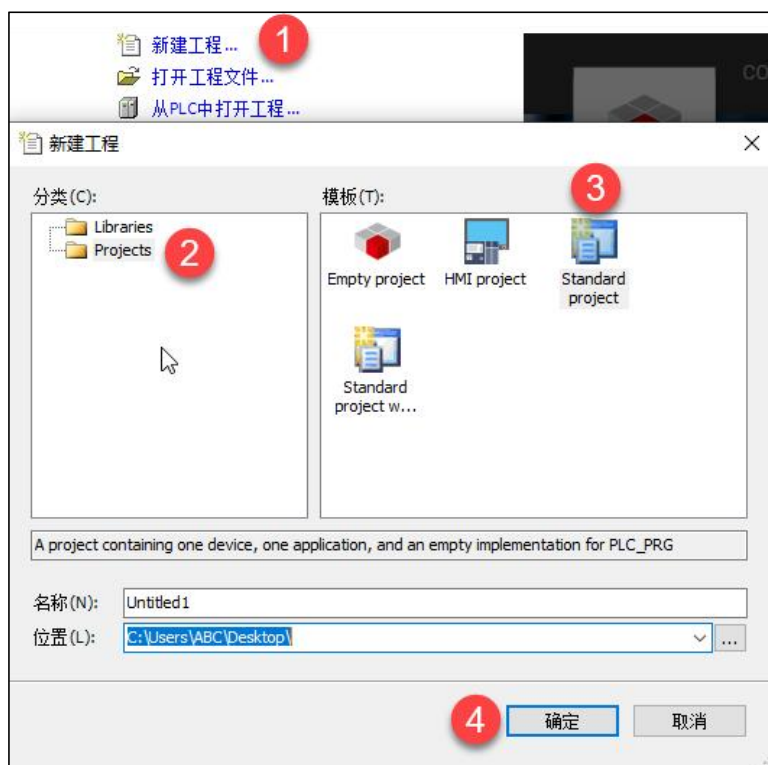 新建工程...
1
打开工程文件...
从PLC中打开工程...
CO
新建工程
分类(C):
模板(T):
3
Libraries
Projects
2
Empty project
HMI project
Standard
project
Standard
project w...
A project containing one device, one application, and an empty implementation for PLC_PRG
名称(N):
Untitled1
位置(L):
C:\Users\ABC\Desktop\
...
4
确定
取消